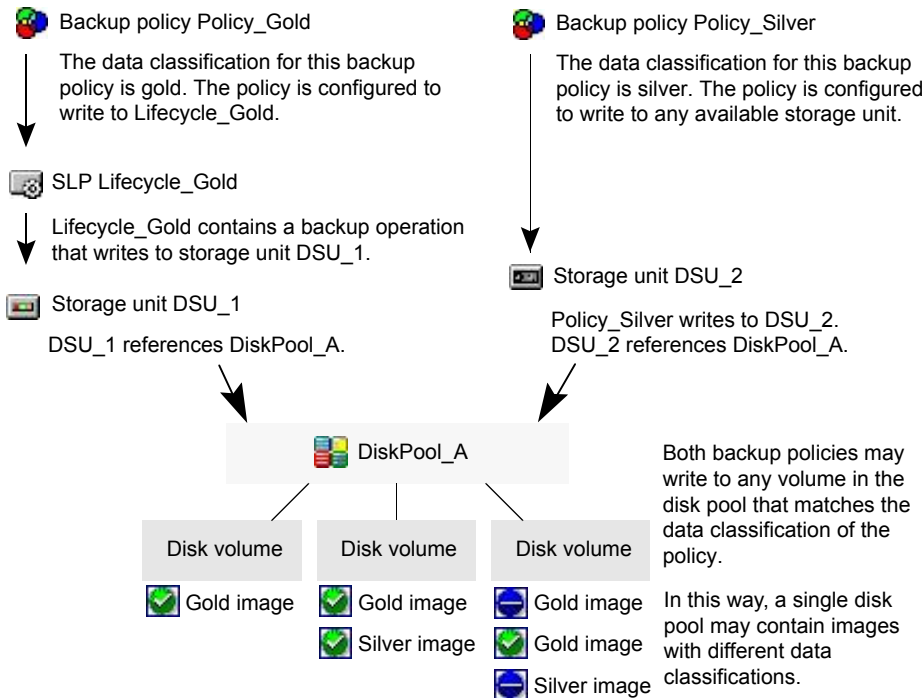 Backup policy Policy_Gold
The data classification for this backup
policy is gold. The policy is configured to
write to Lifecycle_Gold.
SLP Lifecycle_Gold
Lifecycle_Gold contains a backup operation
that writes to storage unit DSU_1.
Storage unit DSU_1
DSU_1 references DiskPool_A.
Backup policy Policy_Silver
The data classification for this backup
policy is silver. The policy is configured
to write to any available storage unit.
Storage unit DSU_2
Policy_Silver writes to DSU_2.
DSU_2 references DiskPool_A.
DiskPool_A
Disk volume
Gold image
Disk volume
Gold image
Silver image
Disk volume
Gold image
Gold image
Silver image
Both backup policies may
write to any volume in the
disk pool that matches the
data classification of the
policy.
In this way, a single disk
pool may contain images
with different data
classifications.